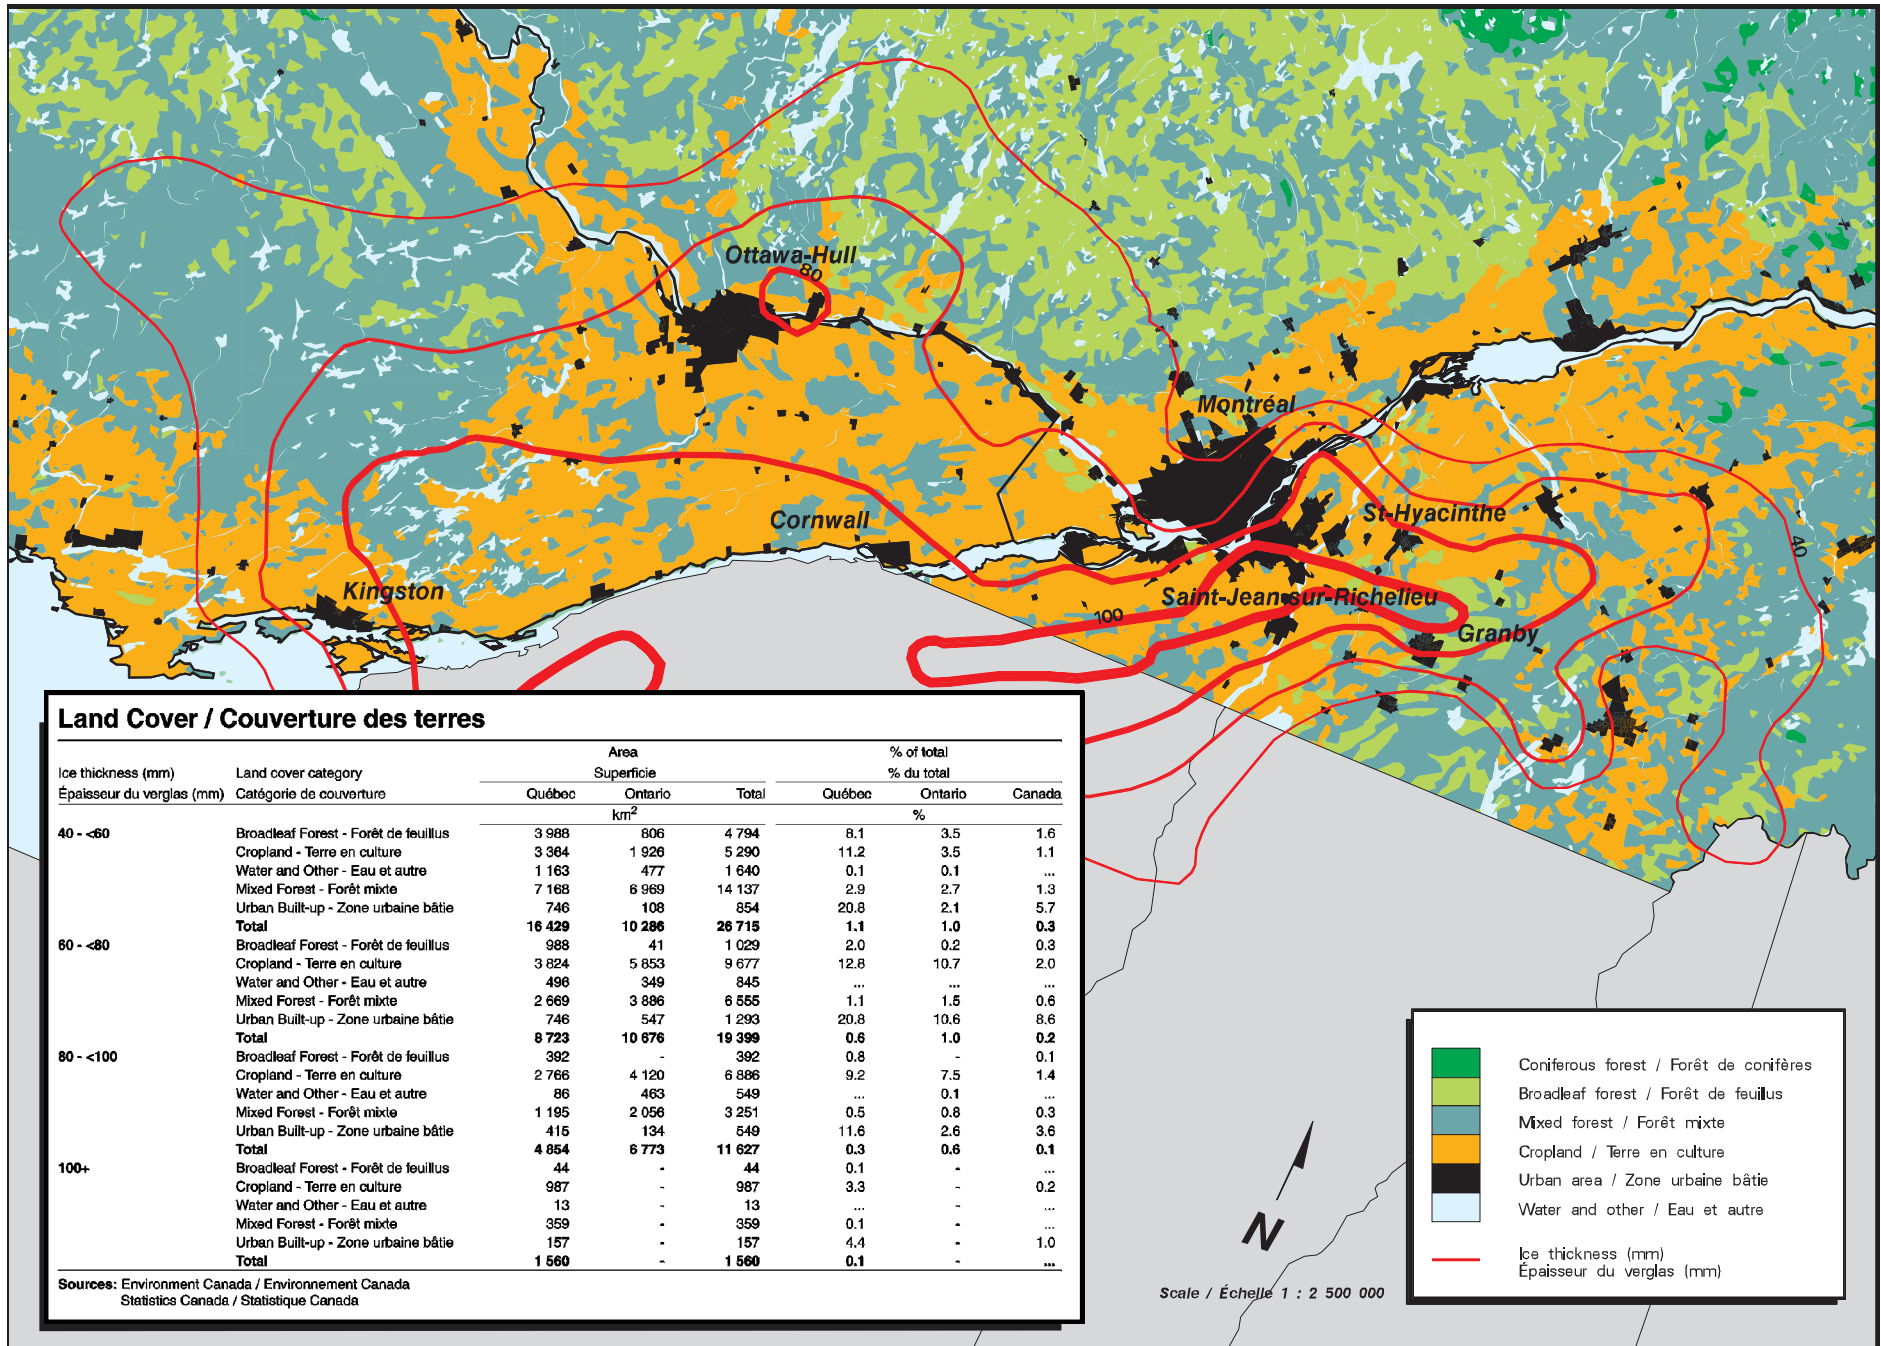 Ottawa-Hull
80
Montréal
Cornwall
St-Hyacinthe
40
Kingston
Saint-Jean-sur-Richelieu
100
Granby
Land Cover / Couverture des terres
Area % of total
Ice thickness (mm) Land cover category Superficie % du total
Épaisseur du verglas (mm) Catégorie de couverture Québec Ontario Total Québec Ontario Canada
km² %
40 - <60 Broadleaf Forest - Forêt de feuillus 3 988 806 4 794 8.1 3.5 1.6
Cropland - Terre en culture 3 364 1 926 5 290 11.2 3.5 1.1
Water and Other - Eau et autre 1 163 477 1 640 0.1 0.1 ...
Mixed Forest - Forêt mixte 7 168 6 969 14 137 2.9 2.7 1.3
Urban Built-up - Zone urbaine bâtie 746 108 854 20.8 2.1 5.7
Total 16 429 10 286 26 715 1.1 1.0 0.3
60 - <80 Broadleaf Forest - Forêt de feuillus 988 41 1 029 2.0 0.2 0.3
Cropland - Terre en culture 3 824 5 853 9 677 12.8 10.7 2.0
Water and Other - Eau et autre 496 349 845 ... ... ...
Mixed Forest - Forêt mixte 2 669 3 886 6 555 1.1 1.5 0.6
Urban Built-up - Zone urbaine bâtie 746 547 1 293 20.8 10.6 8.6
Total 8 723 10 676 19 399 0.6 1.0 0.2
80 - <100 Broadleaf Forest - Forêt de feuillus 392 - 392 0.8 - 0.1
Cropland - Terre en culture 2 766 4 120 6 886 9.2 7.5 1.4
Water and Other - Eau et autre 86 463 549 ... 0.1 ...
Mixed Forest - Forêt mixte 1 195 2 056 3 251 0.5 0.8 0.3
Urban Built-up - Zone urbaine bâtie 415 134 549 11.6 2.6 3.6
Total 4 854 6 773 11 627 0.3 0.6 0.1
100+ Broadleaf Forest - Forêt de feuillus 44 - 44 0.1 - ...
Cropland - Terre en culture 987 - 987 3.3 - 0.2
Water and Other - Eau et autre 13 - 13 ... - ...
Mixed Forest - Forêt mixte 359 - 359 0.1 - ...
Urban Built-up - Zone urbaine bâtie 157 - 157 4.4 - 1.0
Total 1 560 - 1 560 0.1 - ...
Sources: Environment Canada / Environnement Canada
Statistics Canada / Statistique Canada
N
Scale / Échelle 1 : 2 500 000
Coniferous forest / Forêt de conifères
Broadleaf forest / Forêt de feuillus
Mixed forest / Forêt mixte
Cropland / Terre en culture
Urban area / Zone urbaine bâtie
Water and other / Eau et autre
Ice thickness (mm)
Épaisseur du verglas (mm)